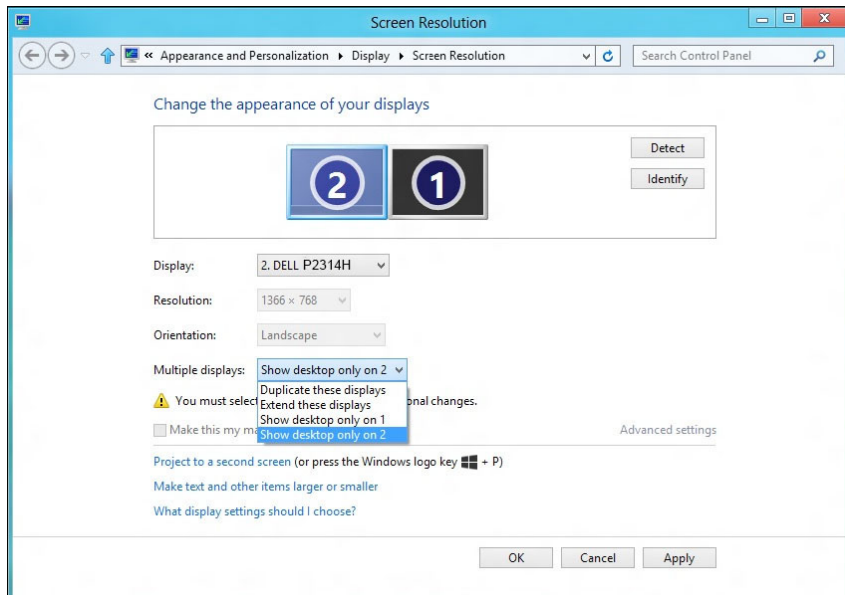 Screen Resolution
« Appearance and Personalization ▸ Display ▸ Screen Resolution
Search Control Panel
Change the appearance of your displays
2
1
Detect
Identify
Display: 2. DELL P2314H
Resolution: 1366 × 768
Orientation: Landscape
Multiple displays: Show desktop only on 2
Duplicate these displays
You must onal changes.
Extend these displays
Show desktop only on 1
Make this my
Show desktop only on 2
Advanced settings
Project to a second screen (or press the Windows logo key + P)
Make text and other items larger or smaller
What display settings should I choose?
OK Cancel Apply